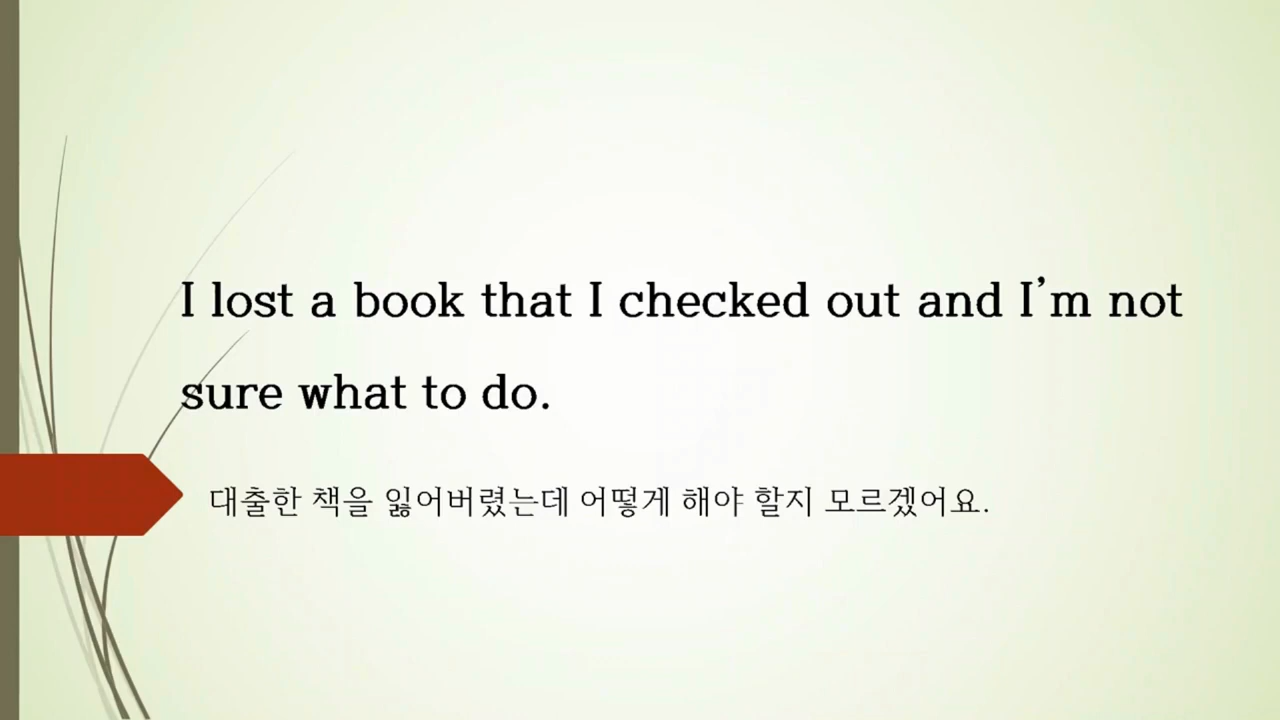 I lost a book that I checked out and I’m not
sure what to do.
대출한 책을 잃어버렸는데 어떻게 해야 할지 모르겠어요.